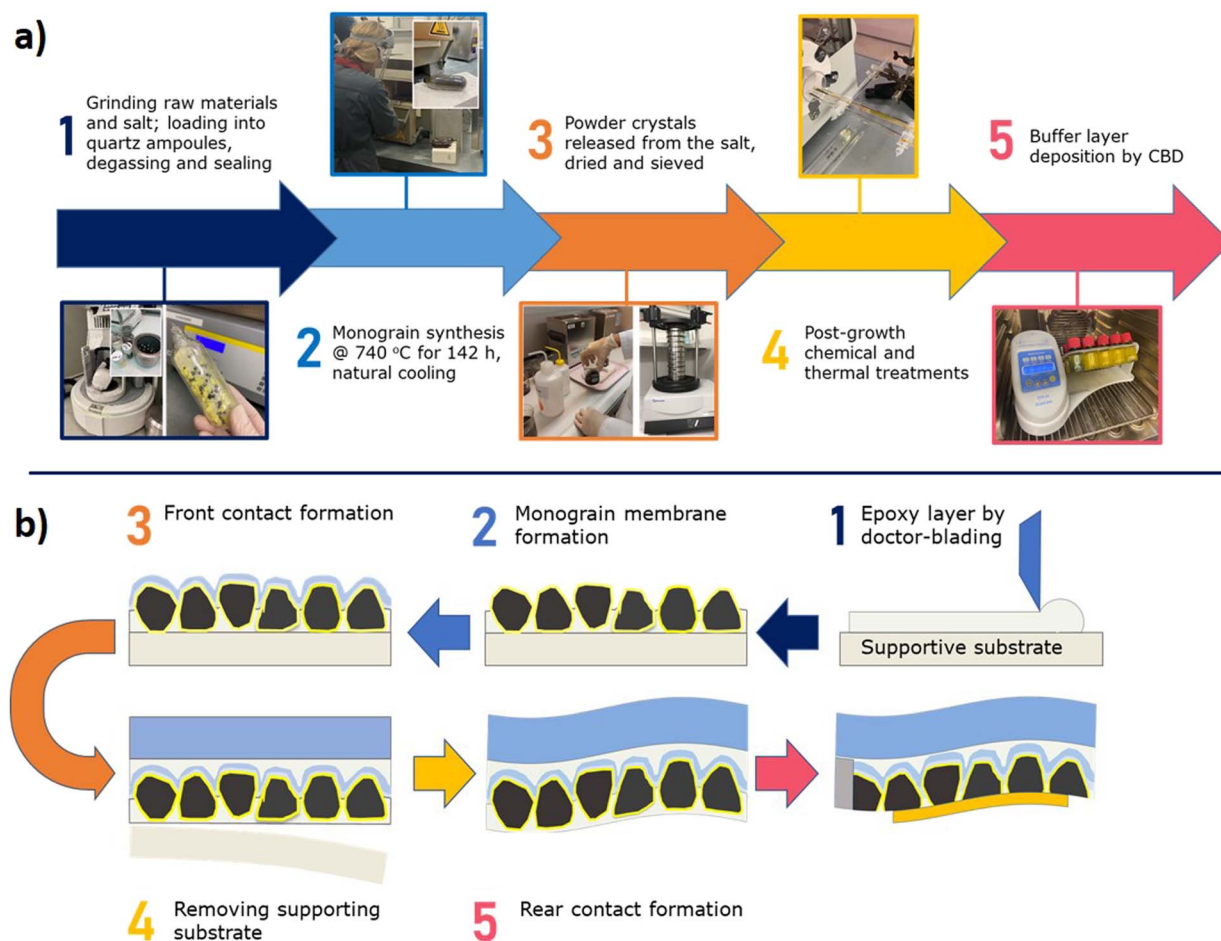 a)
1
Grinding raw materials
and salt; loading into
quartz ampoules,
degassing and sealing
2
Monograin synthesis
@ 740 °C for 142 h,
natural cooling
3
Powder crystals
released from the salt,
dried and sieved
4
Post-growth
chemical and
thermal treatments
5
Buffer layer
deposition by CBD
b)
3
Front contact formation
2
Monograin membrane
formation
1
Epoxy layer by
doctor-blading
Supportive substrate
4
Removing supporting
substrate
5
Rear contact formation